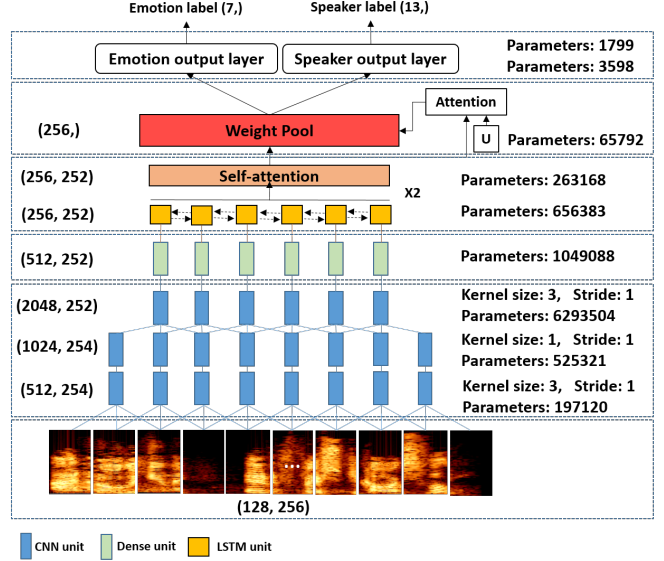 Emotion label (7,)
Speaker label (13,)
Emotion output layer
Speaker output layer
Parameters: 1799
Parameters: 3598
Attention
(256,)
Weight Pool
U
Parameters: 65792
(256, 252)
Self-attention
Parameters: 263168
X2
(256, 252)
Parameters: 656383
(512, 252)
Parameters: 1049088
(2048, 252)
Kernel size: 3, Stride: 1
Parameters: 6293504
(1024, 254)
Kernel size: 1, Stride: 1
Parameters: 525321
(512, 254)
Kernel size: 3, Stride: 1
Parameters: 197120
...
(128, 256)
CNN unit
Dense unit
LSTM unit